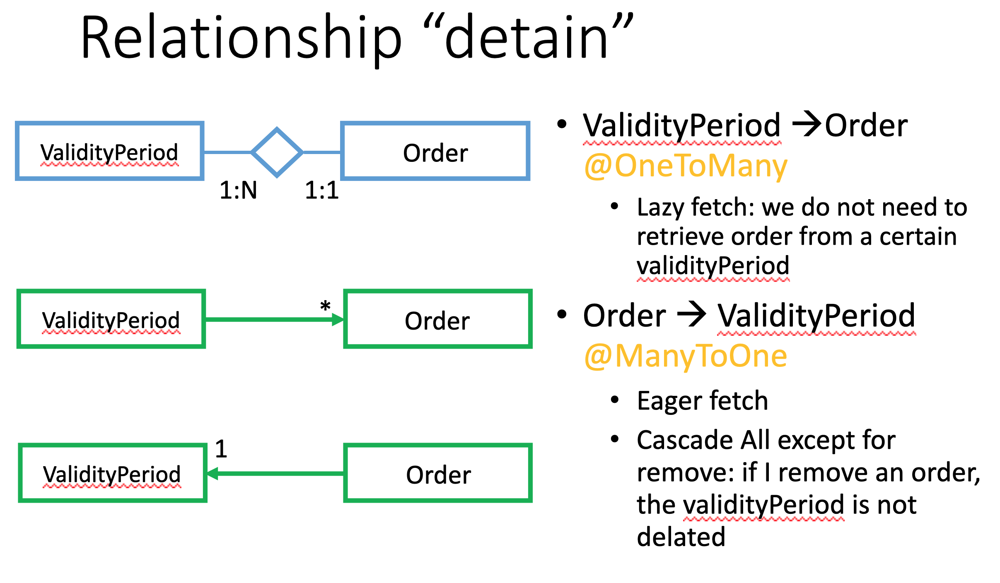 Relationship “detain”
ValidityPeriod
Order
1:N
1:1
ValidityPeriod
*
Order
ValidityPeriod
1
Order
• ValidityPeriod →Order
@OneToMany
• Lazy fetch: we do not need to
retrieve order from a certain
validityPeriod
• Order → ValidityPeriod
@ManyToOne
• Eager fetch
• Cascade All except for
remove: if I remove an order,
the validityPeriod is not
delated